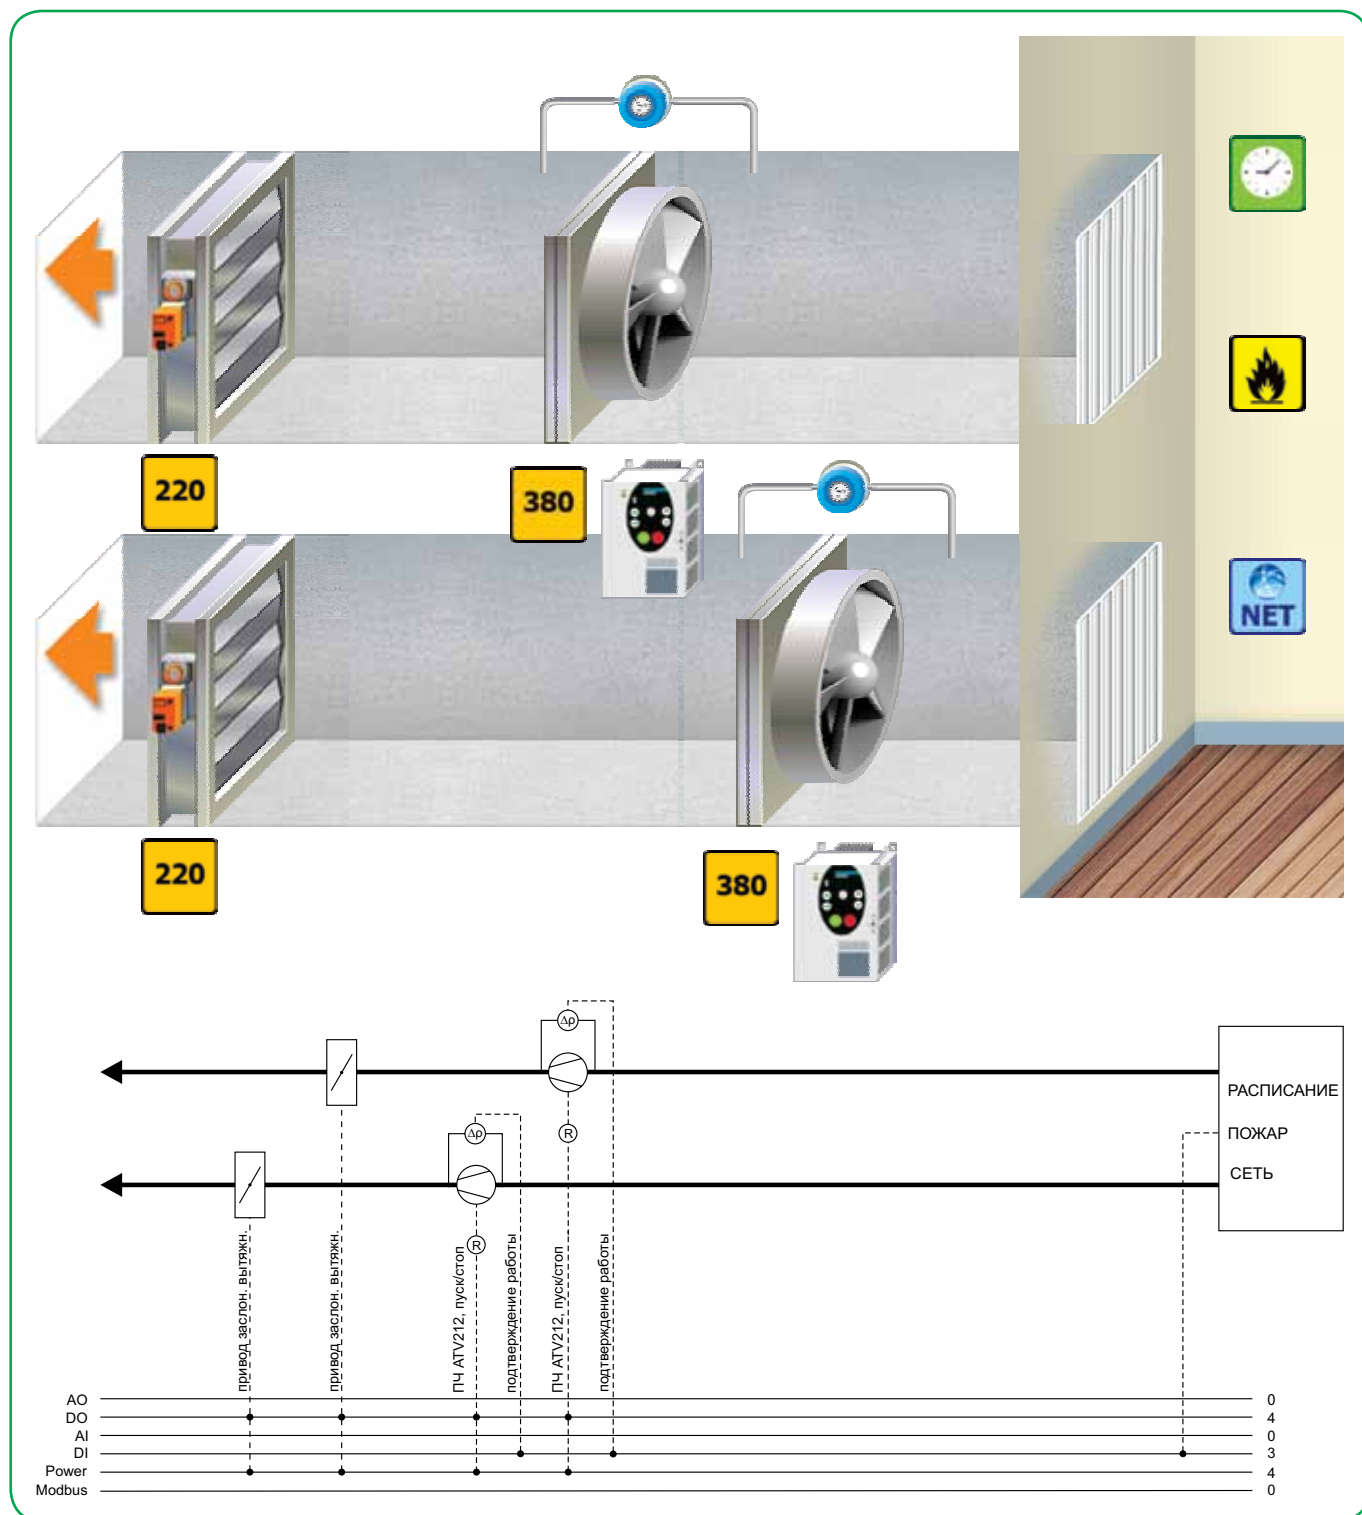 220
380
NET
220
380
Δρ
РАСПИСАНИЕ
Δρ
R
ПОЖАР
СЕТЬ
R
привод заслон. вытяжн.
привод заслон. вытяжн.
ПЧ ATV212, пуск/стоп
подтверждение работы
ПЧ ATV212, пуск/стоп
подтверждение работы
AO 0
DO 4
AI 0
DI 3
Power 4
Modbus 0